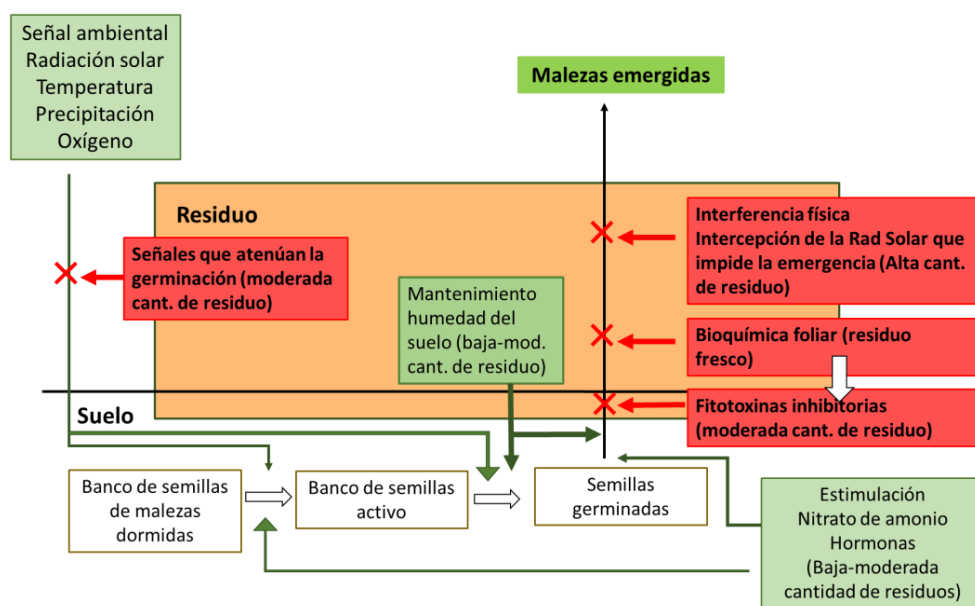 Señal ambiental
Radiación solar
Temperatura
Precipitación
Oxígeno
Malezas emergidas
Residuo
Señales que atenúan la
germinación (moderada
cant. de residuo)
Interferencia física
Intercepción de la Rad Solar que
impide la emergencia (Alta cant.
de residuo)
Mantenimiento
humedad del
suelo (baja-mod.
cant. de residuo)
Bioquímica foliar (residuo
fresco)
Fitotoxinas inhibitorias
(moderada cant. de residuo)
Suelo
Banco de semillas
de malezas
dormidas
Banco de semillas
activo
Semillas
germinadas
Estimulación
Nitrato de amonio
Hormonas
(Baja-moderada
cantidad de residuos)